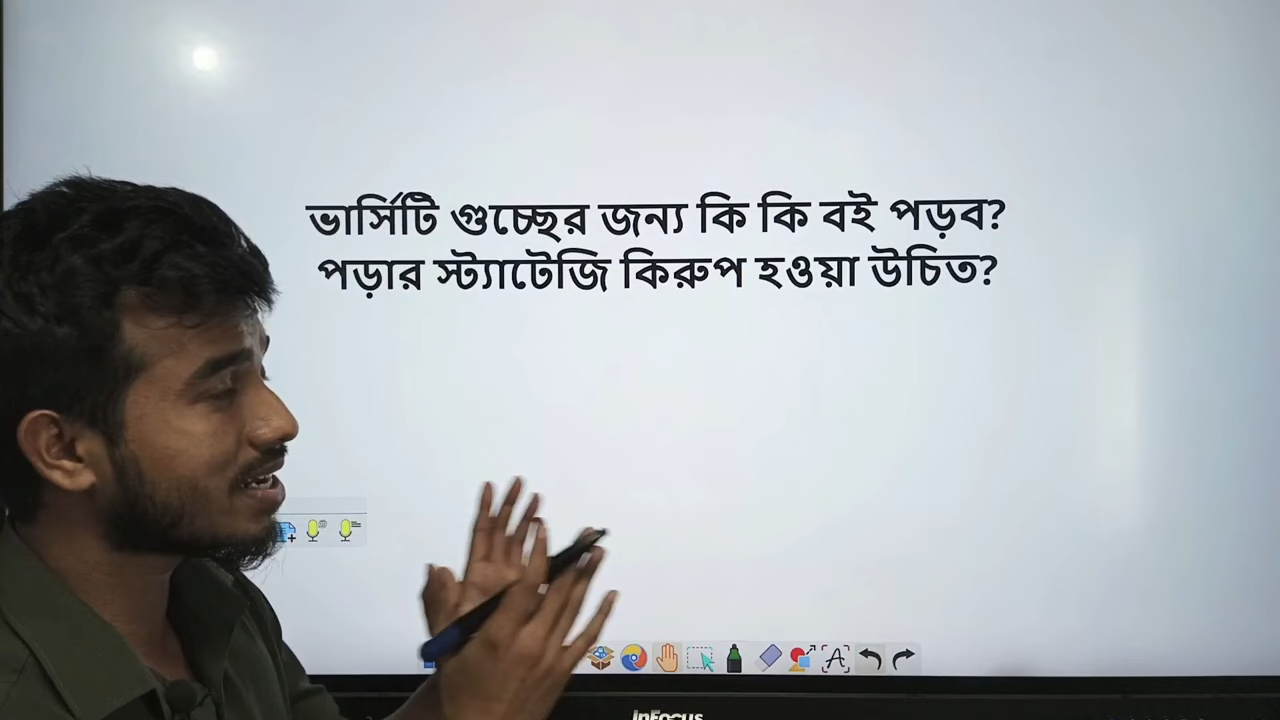 ভার্সিটি গুচ্ছের জন্য কি কি বই পড়ব?
পড়ার স্ট্যাটেজি কিরুপ হওয়া উচিত?
InFocus